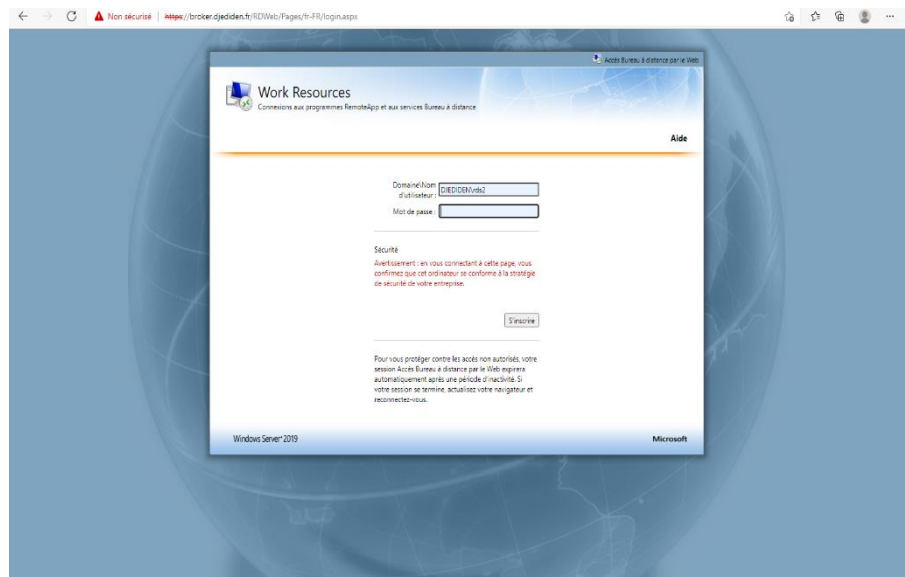 Non sécurisé | https://broker.djediden.fr/RDWeb/Pages/fr-FR/login.aspx
Accès Bureau à distance par le Web
Work Resources
Connexions aux programmes RemoteApp et aux services Bureau à distance
Aide
Domaine\Nom
d'utilisateur :
DJEDIDEN\rds2
Mot de passe :
Sécurité
Avertissement : en vous connectant à cette page, vous
confirmez que cet ordinateur se conforme à la stratégie
de sécurité de votre entreprise.
S'inscrire
Pour vous protéger contre les accès non autorisés, votre
session Accès Bureau à distance par le Web expirera
automatiquement après une période d'inactivité. Si
votre session se termine, actualisez votre navigateur et
reconnectez-vous.
Windows Server® 2019
Microsoft